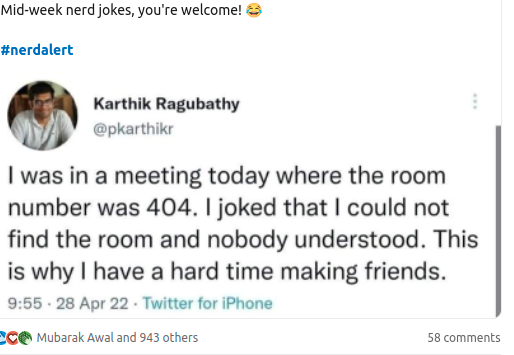 Mid-week nerd jokes, you're welcome! 😂
#nerdalert
Karthik Ragubathy
@pkarthikr
I was in a meeting today where the room
number was 404. I joked that I could not
find the room and nobody understood. This
is why I have a hard time making friends.
9:55 · 28 Apr 22 · Twitter for iPhone
Mubarak Awal and 943 others
58 comments